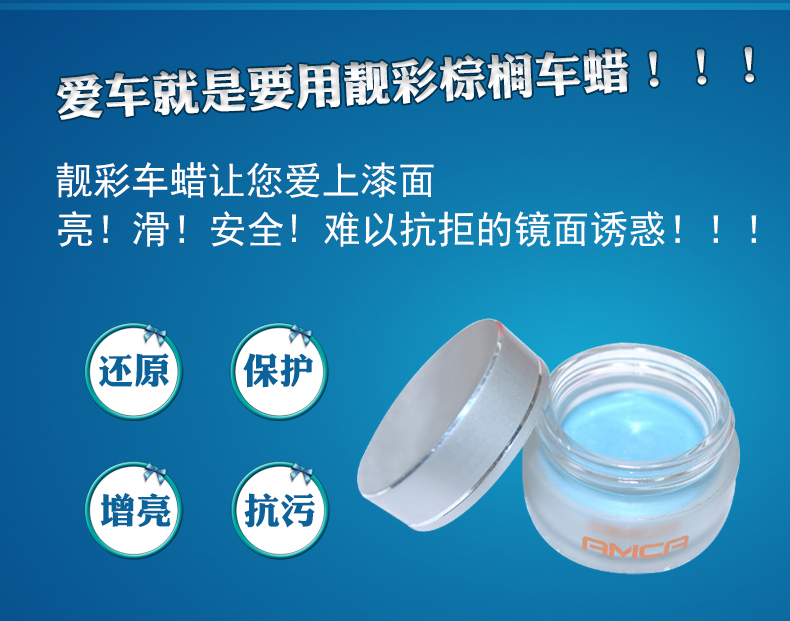 爱车就是要用靓彩棕榈车蜡！！！
靓彩车蜡让您爱上漆面
亮！滑！安全！难以抗拒的镜面诱惑！！！
还原
保护
增亮
抗污
AMCA